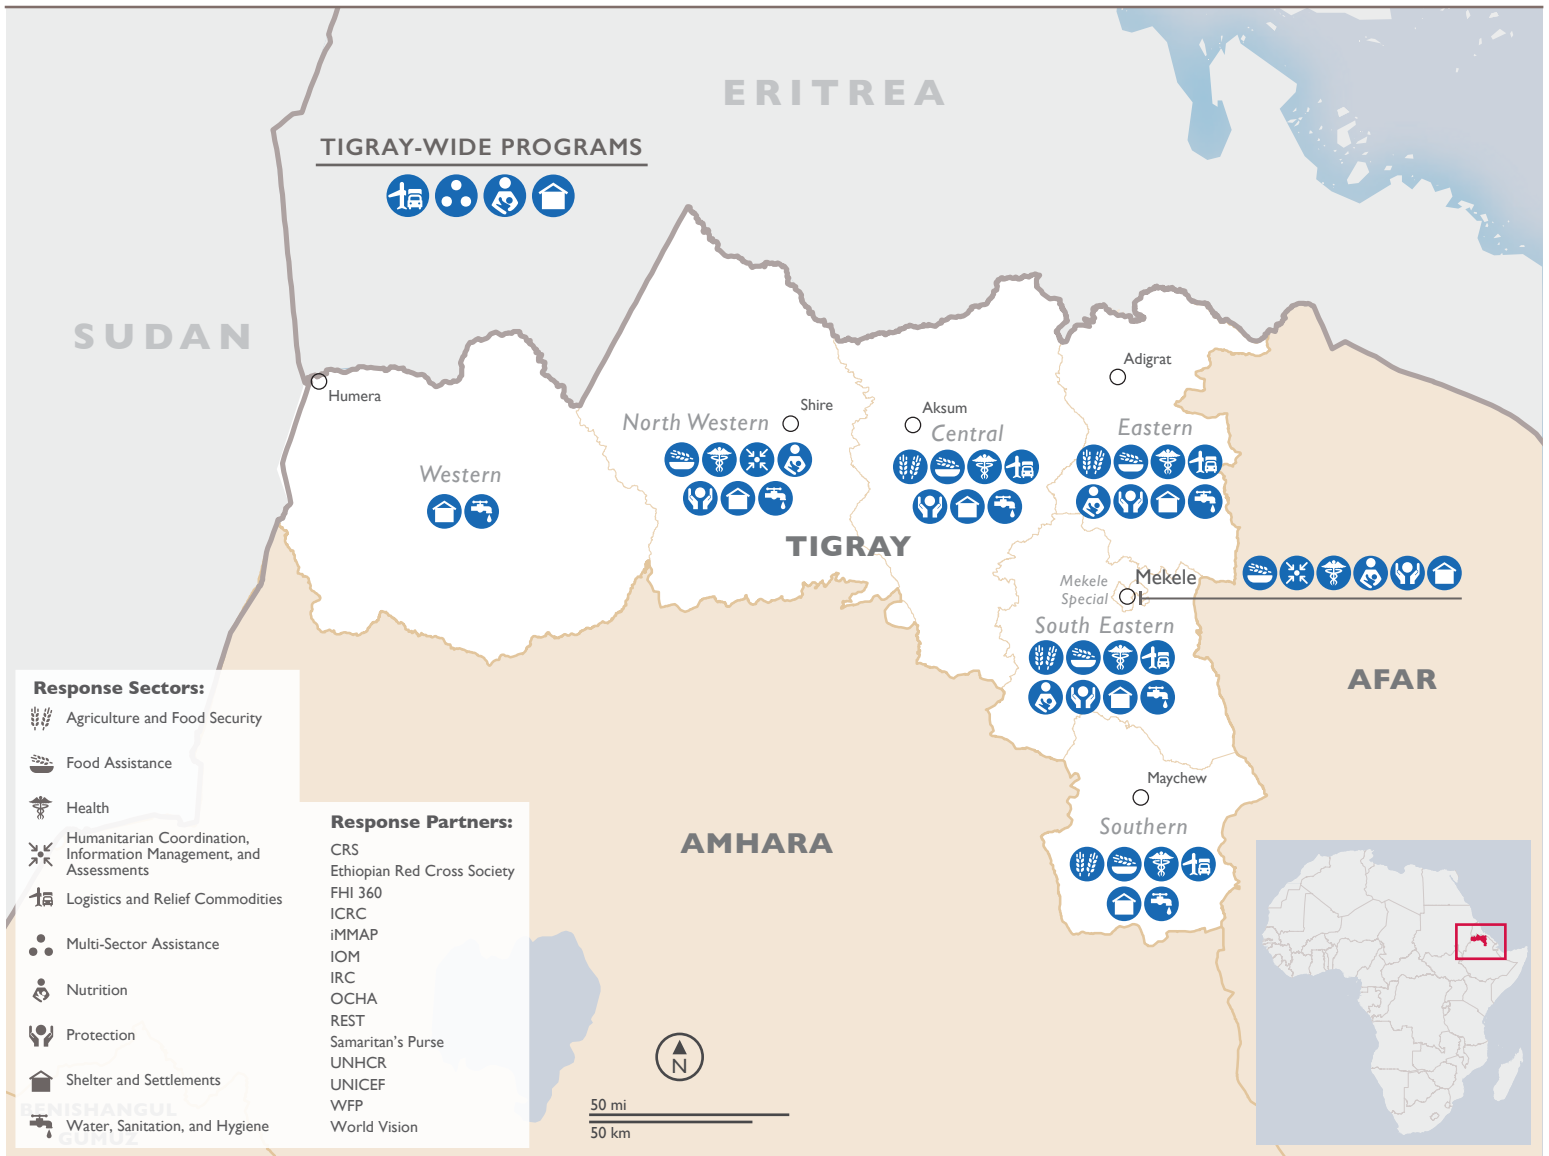 ERITREA
TIGRAY-WIDE PROGRAMS
SUDAN
Humera
Adigrat
Shire
Aksum
North Western
Central
Eastern
Western
TIGRAY
Mekele
Special
Mekele
South Eastern
AFAR
Maychew
Southern
AMHARA
Response Sectors:
Agriculture and Food Security
Food Assistance
Health
Humanitarian Coordination,
Information Management, and
Assessments
Logistics and Relief Commodities
Multi-Sector Assistance
Nutrition
Protection
Shelter and Settlements
Water, Sanitation, and Hygiene
BENISHANGUL
GUMUZ
Response Partners:
CRS
Ethiopian Red Cross Society
FHI 360
ICRC
iMMAP
IOM
IRC
OCHA
REST
Samaritan's Purse
UNHCR
UNICEF
WFP
World Vision
N
50 mi
50 km